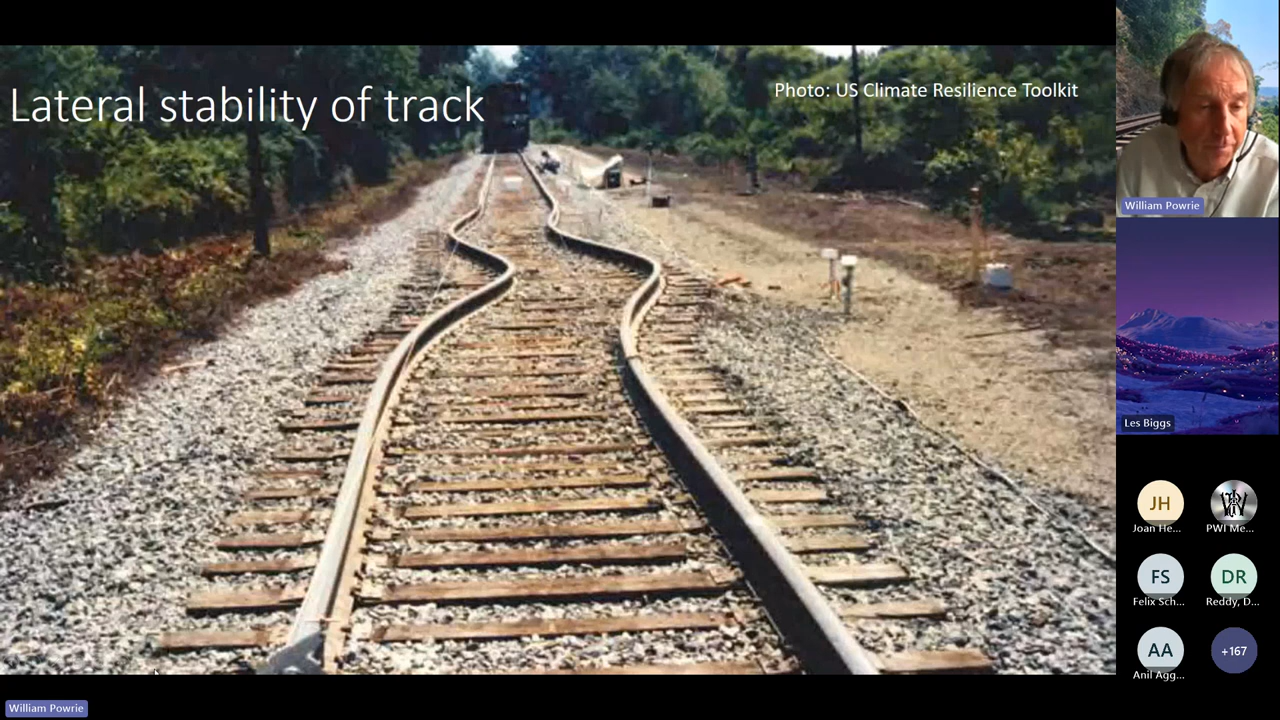 Lateral stability of track
Photo: US Climate Resilience Toolkit
William Powrie
Les Biggs
JH
Joan He...
PWI Me...
FS
Felix Sch...
DR
Reddy, D...
AA
Anil Agg...
+167
William Powrie